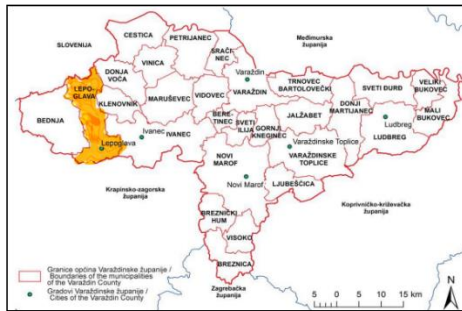 SLOVENIJA
Međimurska
županija
CESTICA
PETRIJANEC
SRAČI-
NEC
DONJA
VOĆA
VINICA
Varaždin
LEPO-
GLAVA
KLENOVNIK
MARUŠEVEC
VIDOVEC
VARAŽDIN
TRNOVEC
BARTOLOVEČKI
SVETI ĐURĐ
VELIKI
BUKOVEC
BEDNJA
Lepoglava
Ivanec
IVANEC
BERE-
TINEC
SVETI
ILIJA
GORNJI
KNEGINEC
JALŽABET
DONJI
MARTIJANEC
Ludbreg
LUDBREG
MALI
BUKOVEC
Varaždinske Toplice
VARAŽDINSKE
TOPLICE
NOVI
MAROF
Novi Marof
LJUBEŠĆICA
Krapinsko-zagorska
županija
Koprivničko-križevačka
županija
BREZNIČKI
HUM
VISOKO
BREZNICA
Zagrebačka
županija
Granice općina Varaždinske županije /
Boundaries of the municipalities
of the Varaždin County
Gradovi Varaždinske županije /
Cities of the Varaždin County
N
5 0 5 10 15 km